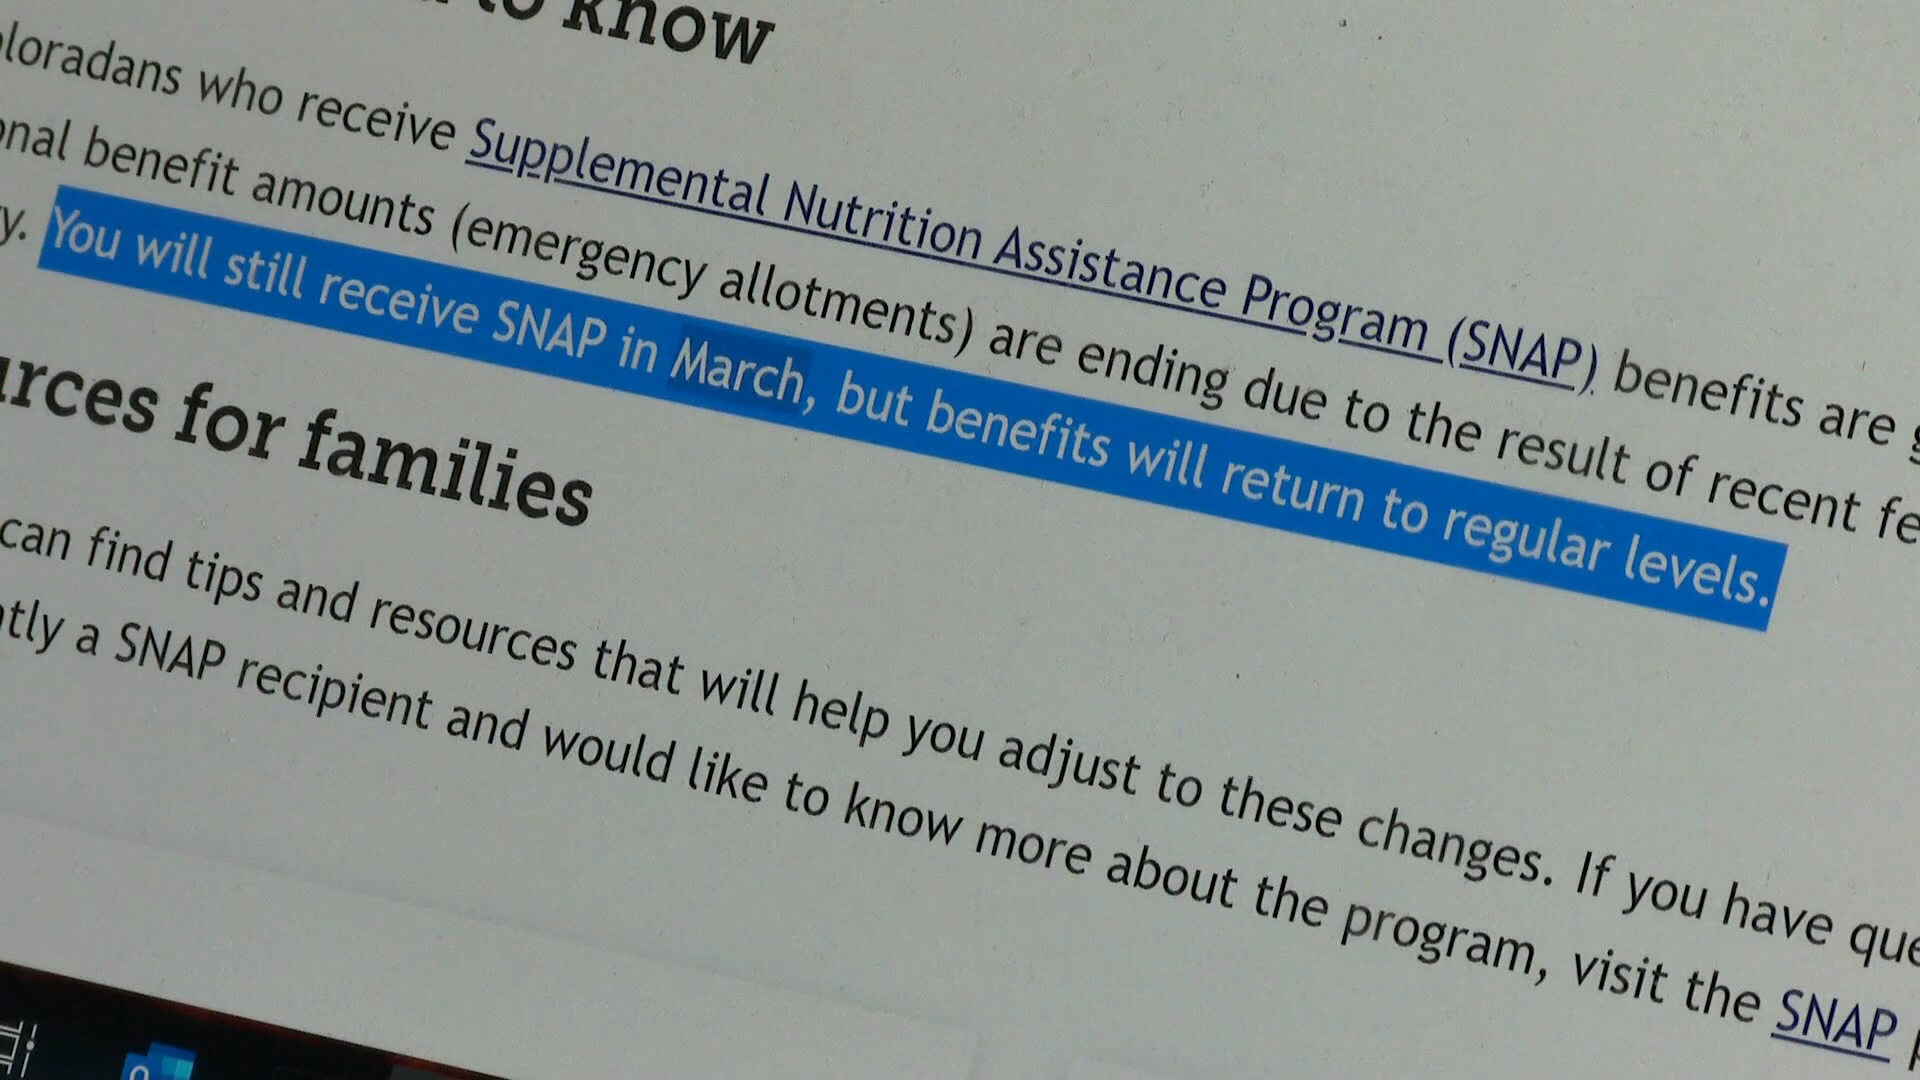 to know
loradans who receive Supplemental Nutrition Assistance Program (SNAP) benefits are g
onal benefit amounts (emergency allotments) are ending due to the result of recent fe
y. You will still receive SNAP in March, but benefits will return to regular levels.
urces for families
can find tips and resources that will help you adjust to these changes. If you have que
tly a SNAP recipient and would like to know more about the program, visit the SNAP p